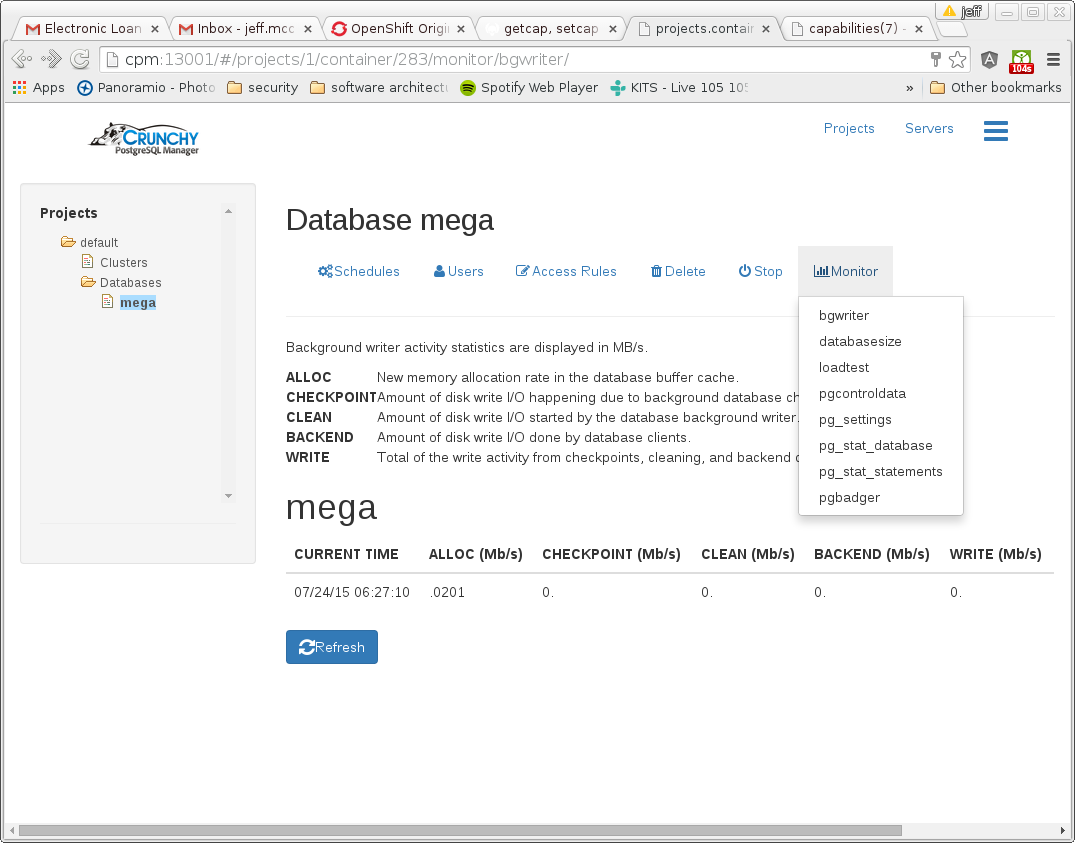 jeff
Electronic Loan
Inbox - jeff.mcc
OpenShift Origi
getcap, setcap
projects.contain
capabilities(7) -
cpm:13001/#/projects/1/container/283/monitor/bgwriter/
104s
Apps
Panoramio - Photo
security
software architectu
Spotify Web Player
KITS - Live 105 105
»
Other bookmarks
CRUNCHY
PostgreSQL Manager
Projects
Servers
Projects
default
Clusters
Databases
mega
Database mega
Schedules
Users
Access Rules
Delete
Stop
Monitor
bgwriter
databasesize
loadtest
pgcontroldata
pg_settings
pg_stat_database
pg_stat_statements
pgbadger
Background writer activity statistics are displayed in MB/s.
ALLOC New memory allocation rate in the database buffer cache.
CHECKPOINT Amount of disk write I/O happening due to background database ch
CLEAN Amount of disk write I/O started by the database background writer.
BACKEND Amount of disk write I/O done by database clients.
WRITE Total of the write activity from checkpoints, cleaning, and backend
mega
CURRENT TIME ALLOC (Mb/s) CHECKPOINT (Mb/s) CLEAN (Mb/s) BACKEND (Mb/s) WRITE (Mb/s)
07/24/15 06:27:10 .0201 0. 0. 0. 0.
Refresh